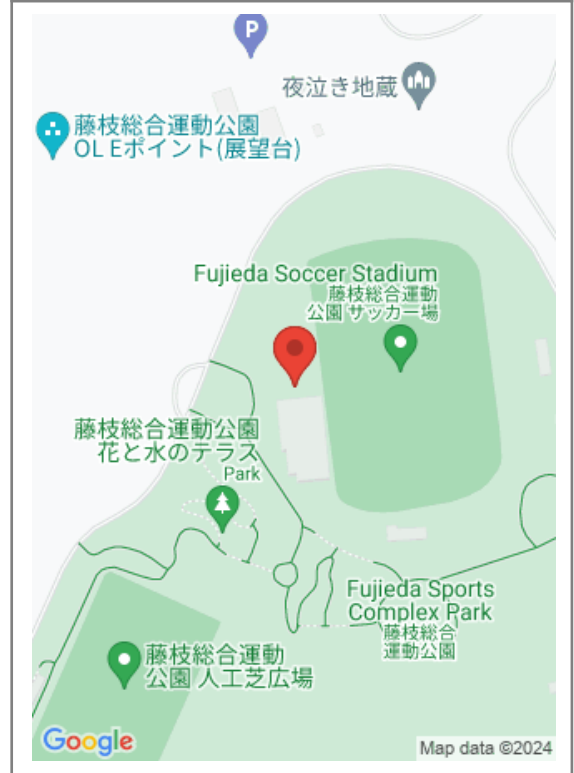 P
夜泣き地蔵
藤枝総合運動公園
OL Eポイント(展望台)
Fujieda Soccer Stadium
藤枝総合運動
公園 サッカー場
藤枝総合運動公園
花と水のテラス
Park
Fujieda Sports
Complex Park
藤枝総合
運動公園
藤枝総合運動
公園 人工芝広場
Google
Map data ©2024